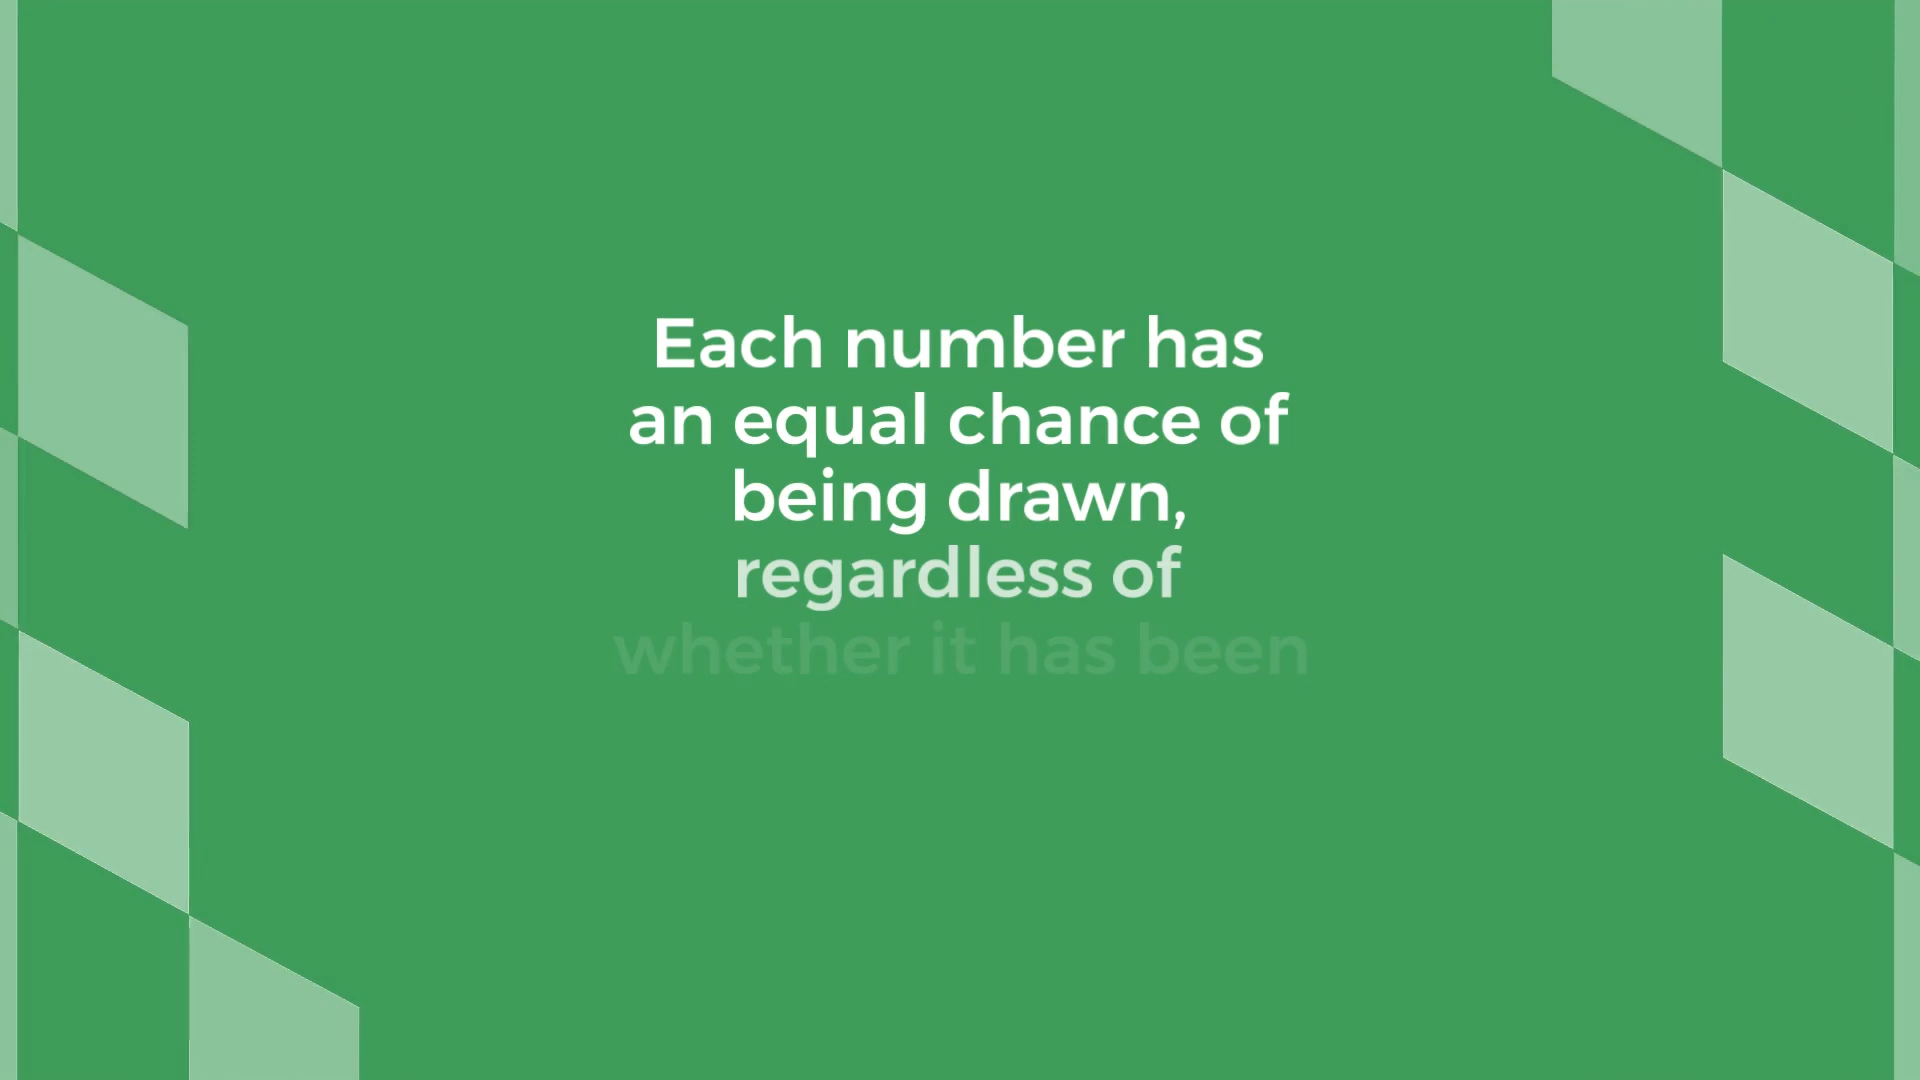 Each number has
an equal chance of
being drawn,
regardless of
whether it has been